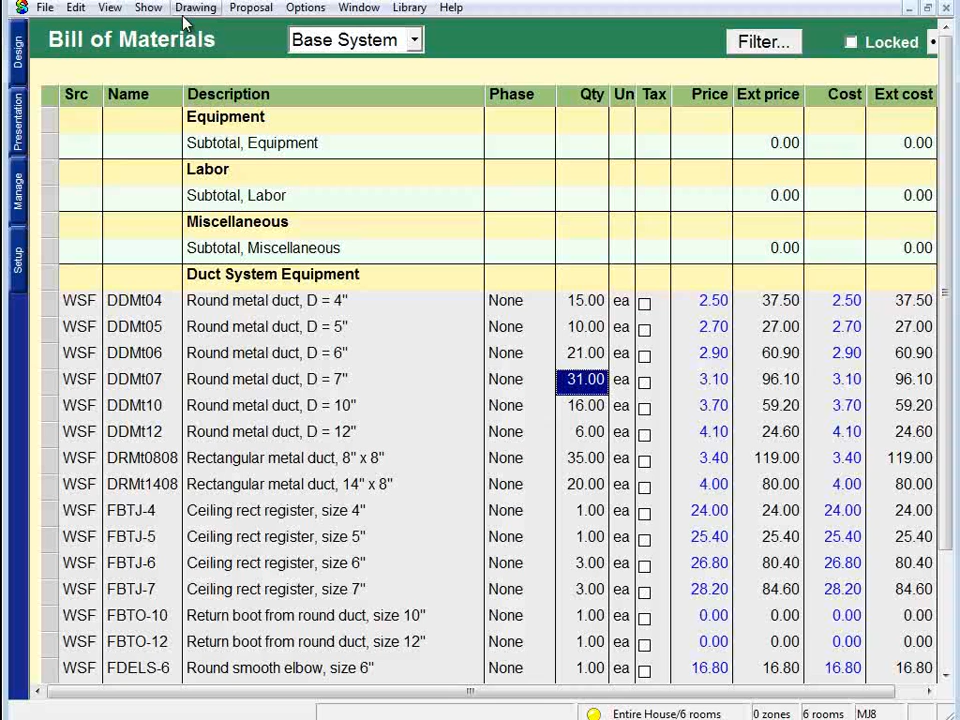 File Edit View Show Drawing Proposal Options Window Library Help
Bill of Materials Base System Filter... Locked
Design
Presentation
Manage
Setup
Src Name Description Phase Qty Un Tax Price Ext price Cost Ext cost
Equipment
Subtotal, Equipment 0.00 0.00
Labor
Subtotal, Labor 0.00 0.00
Miscellaneous
Subtotal, Miscellaneous 0.00 0.00
Duct System Equipment
WSF DDMt04 Round metal duct, D = 4" None 15.00 ea 2.50 37.50 2.50 37.50
WSF DDMt05 Round metal duct, D = 5" None 10.00 ea 2.70 27.00 2.70 27.00
WSF DDMt06 Round metal duct, D = 6" None 21.00 ea 2.90 60.90 2.90 60.90
WSF DDMt07 Round metal duct, D = 7" None 31.00 ea 3.10 96.10 3.10 96.10
WSF DDMt10 Round metal duct, D = 10" None 16.00 ea 3.70 59.20 3.70 59.20
WSF DDMt12 Round metal duct, D = 12" None 6.00 ea 4.10 24.60 4.10 24.60
WSF DRMt0808 Rectangular metal duct, 8" x 8" None 35.00 ea 3.40 119.00 3.40 119.00
WSF DRMt1408 Rectangular metal duct, 14" x 8" None 20.00 ea 4.00 80.00 4.00 80.00
WSF FBTJ-4 Ceiling rect register, size 4" None 1.00 ea 24.00 24.00 24.00 24.00
WSF FBTJ-5 Ceiling rect register, size 5" None 1.00 ea 25.40 25.40 25.40 25.40
WSF FBTJ-6 Ceiling rect register, size 6" None 3.00 ea 26.80 80.40 26.80 80.40
WSF FBTJ-7 Ceiling rect register, size 7" None 3.00 ea 28.20 84.60 28.20 84.60
WSF FBTO-10 Return boot from round duct, size 10" None 1.00 ea 0.00 0.00 0.00 0.00
WSF FBTO-12 Return boot from round duct, size 12" None 1.00 ea 0.00 0.00 0.00 0.00
WSF FDELS-6 Round smooth elbow, size 6" None 1.00 ea 16.80 16.80 16.80 16.80
Entire House/6 rooms 0 zones 6 rooms MJ8